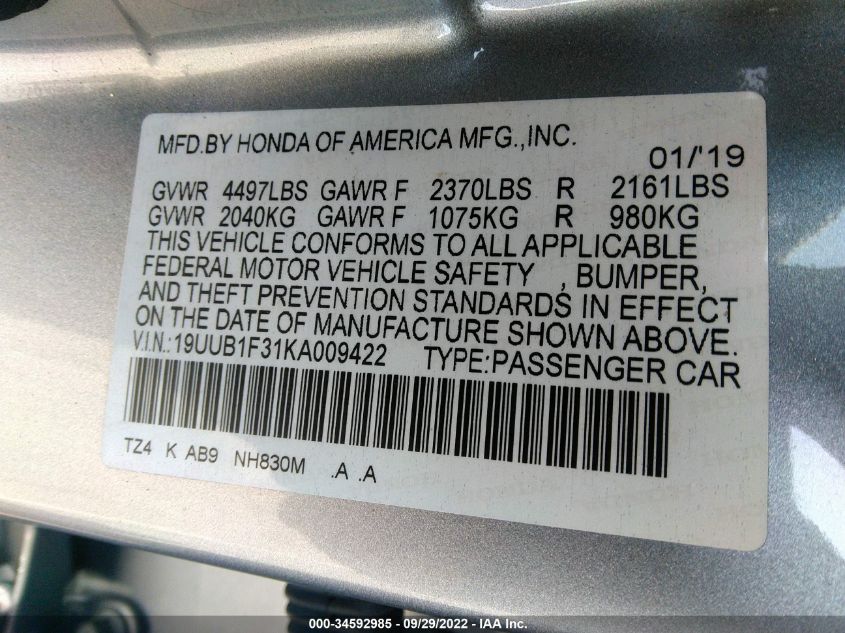 MFD.BY HONDA OF AMERICA MFG.,INC.
01/'19
GVWR 4497LBS GAWR F 2370LBS R 2161LBS
GVWR 2040KG GAWR F 1075KG R 980KG
THIS VEHICLE CONFORMS TO ALL APPLICABLE
FEDERAL MOTOR VEHICLE SAFETY , BUMPER,
AND THEFT PREVENTION STANDARDS IN EFFECT
ON THE DATE OF MANUFACTURE SHOWN ABOVE.
V.I.N.:19UUB1F31KA009422 TYPE:PASSENGER CAR
TZ4 K AB9 NH830M .A .A
000-34592985 - 09/29/2022 - IAA Inc.